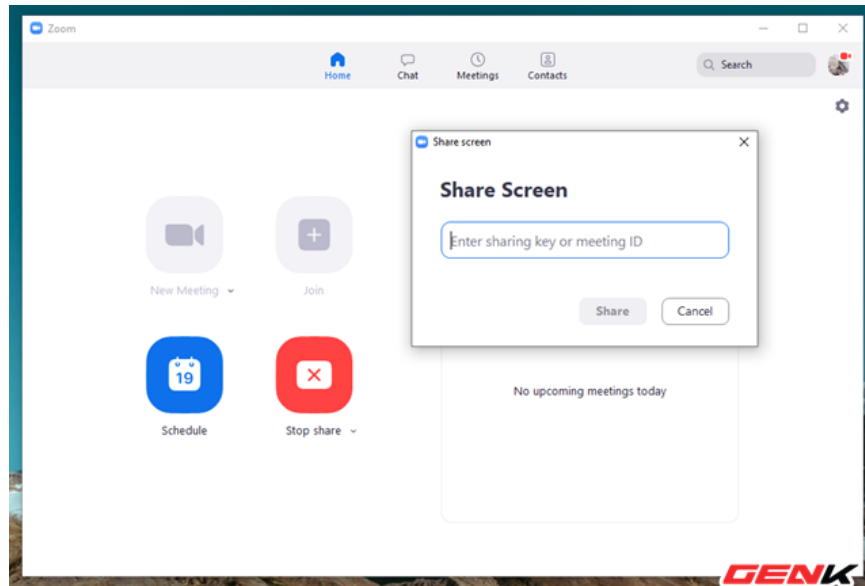 Zoom
Home
Chat
Meetings
Contacts
Search
Share screen
Share Screen
Enter sharing key or meeting ID
Share
Cancel
New Meeting
Join
19
Schedule
Stop share
No upcoming meetings today
GENK